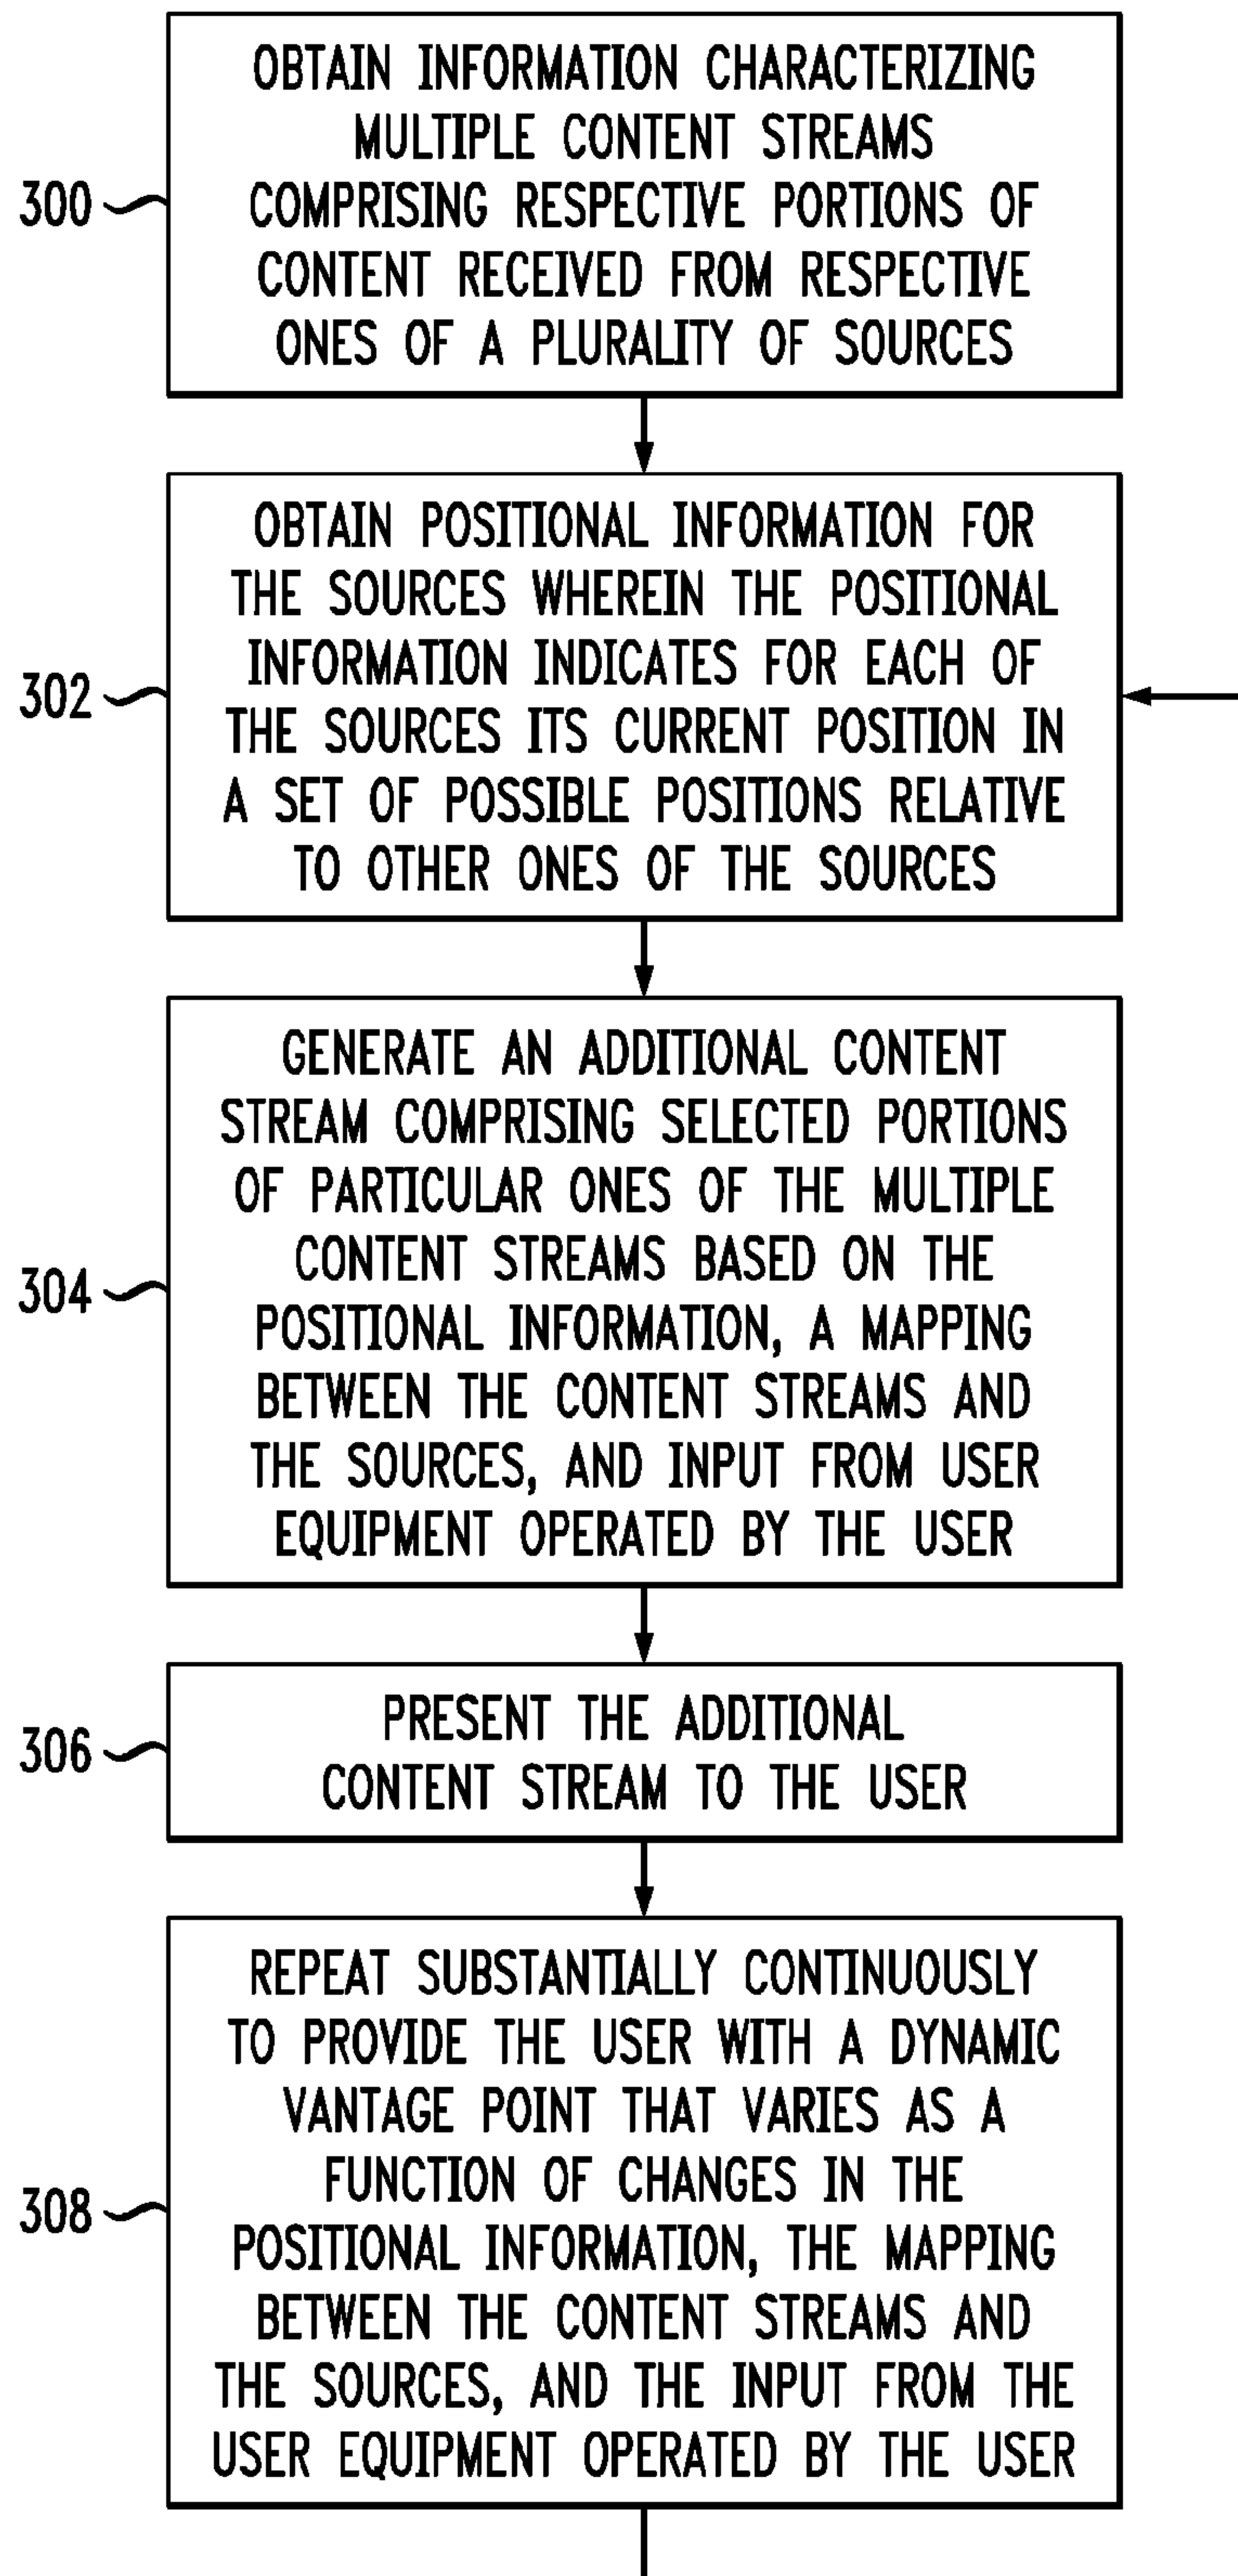 OBTAIN INFORMATION CHARACTERIZING
MULTIPLE CONTENT STREAMS
300
COMPRISING RESPECTIVE PORTIONS OF
CONTENT RECEIVED FROM RESPECTIVE
ONES OF A PLURALITY OF SOURCES
OBTAIN POSITIONAL INFORMATION FOR
THE SOURCES WHEREIN THE POSITIONAL
INFORMATION INDICATES FOR EACH OF
302
THE SOURCES ITS CURRENT POSITION IN
A SET OF POSSIBLE POSITIONS RELATIVE
TO OTHER ONES OF THE SOURCES
GENERATE AN ADDITIONAL CONTENT
STREAM COMPRISING SELECTED PORTIONS
OF PARTICULAR ONES OF THE MULTIPLE
CONTENT STREAMS BASED ON THE
304
POSITIONAL INFORMATION, A MAPPING
BETWEEN THE CONTENT STREAMS AND
THE SOURCES, AND INPUT FROM USER
EQUIPMENT OPERATED BY THE USER
PRESENT THE ADDITIONAL
306
CONTENT STREAM TO THE USER
REPEAT SUBSTANTIALLY CONTINUOUSLY
TO PROVIDE THE USER WITH A DYNAMIC
VANTAGE POINT THAT VARIES AS A
FUNCTION OF CHANGES IN THE
308
POSITIONAL INFORMATION, THE MAPPING
BETWEEN THE CONTENT STREAMS AND
THE SOURCES, AND THE INPUT FROM THE
USER EQUIPMENT OPERATED BY THE USER